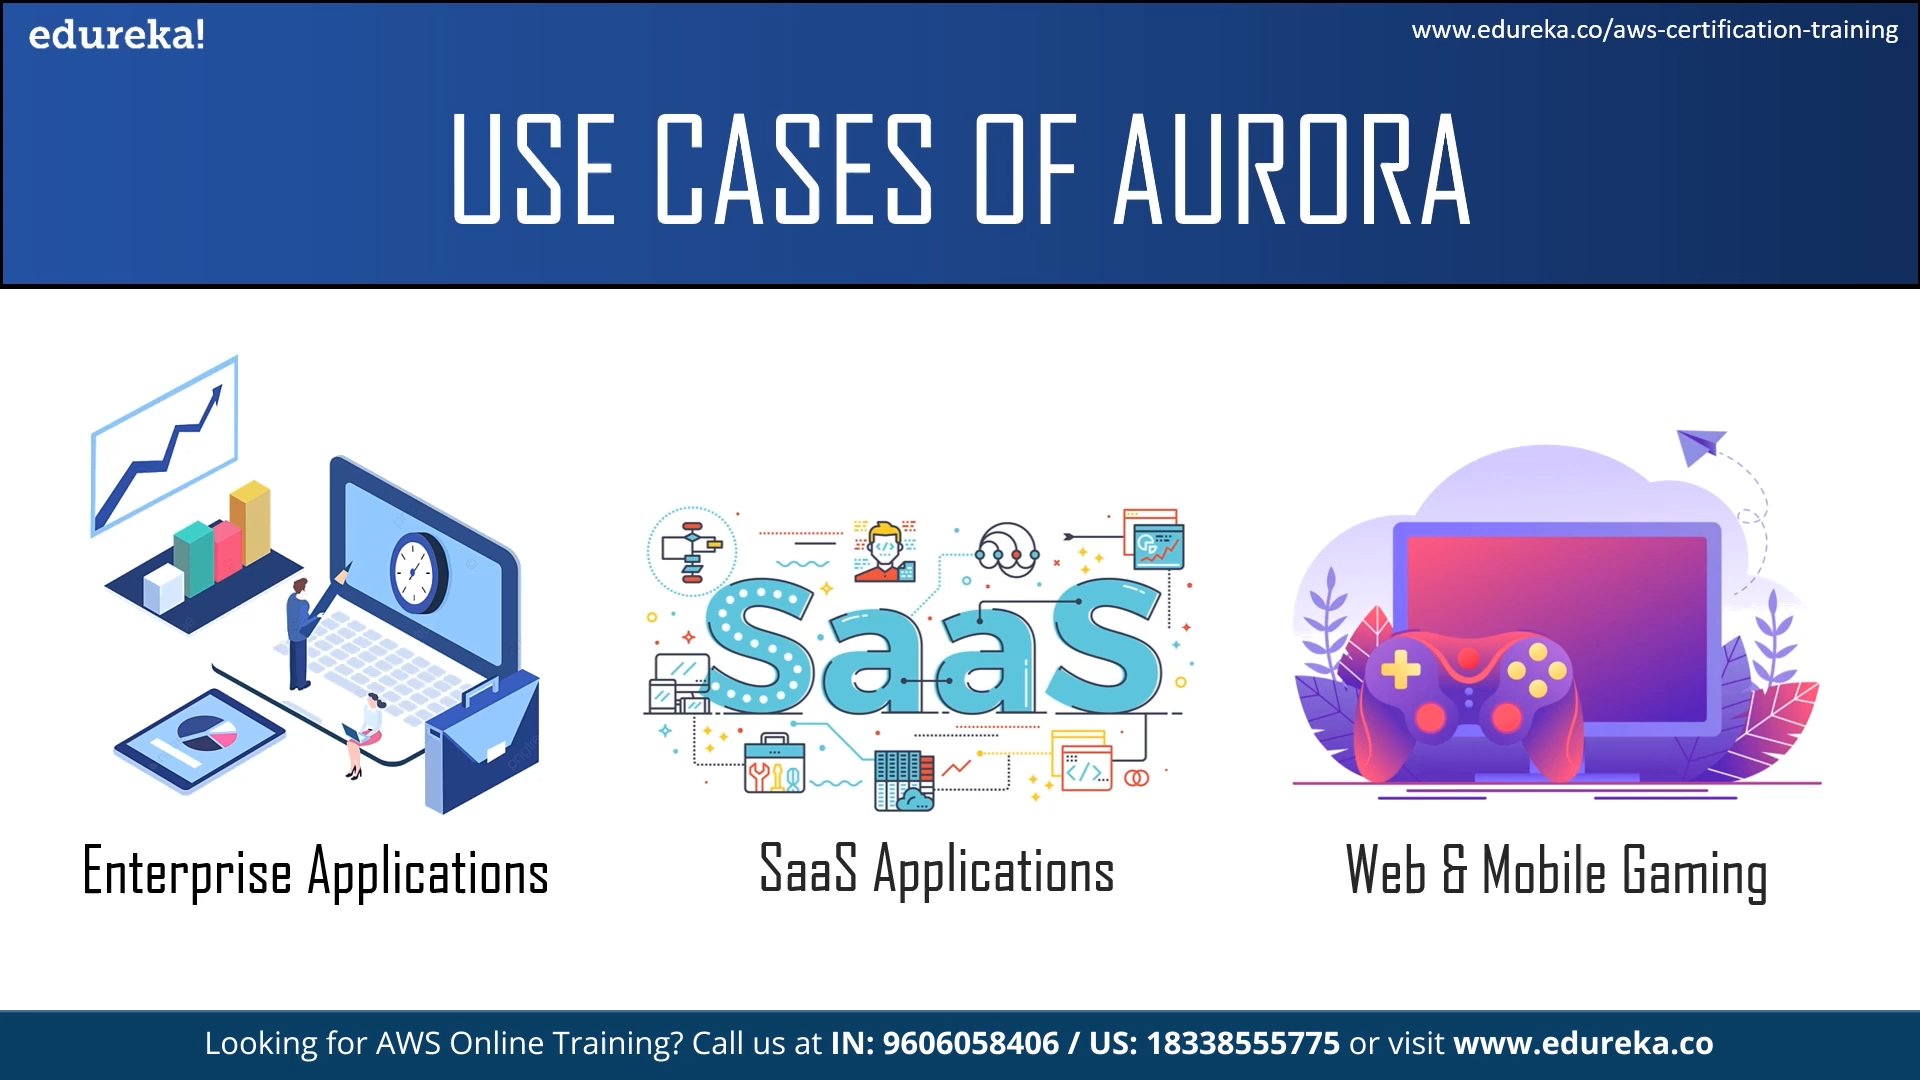 edureka!
www.edureka.co/aws-certification-training
USE CASES OF AURORA
SaaS
Enterprise Applications
SaaS Applications
Web & Mobile Gaming
Looking for AWS Online Training? Call us at IN: 9606058406 / US: 18338555775 or visit www.edureka.co